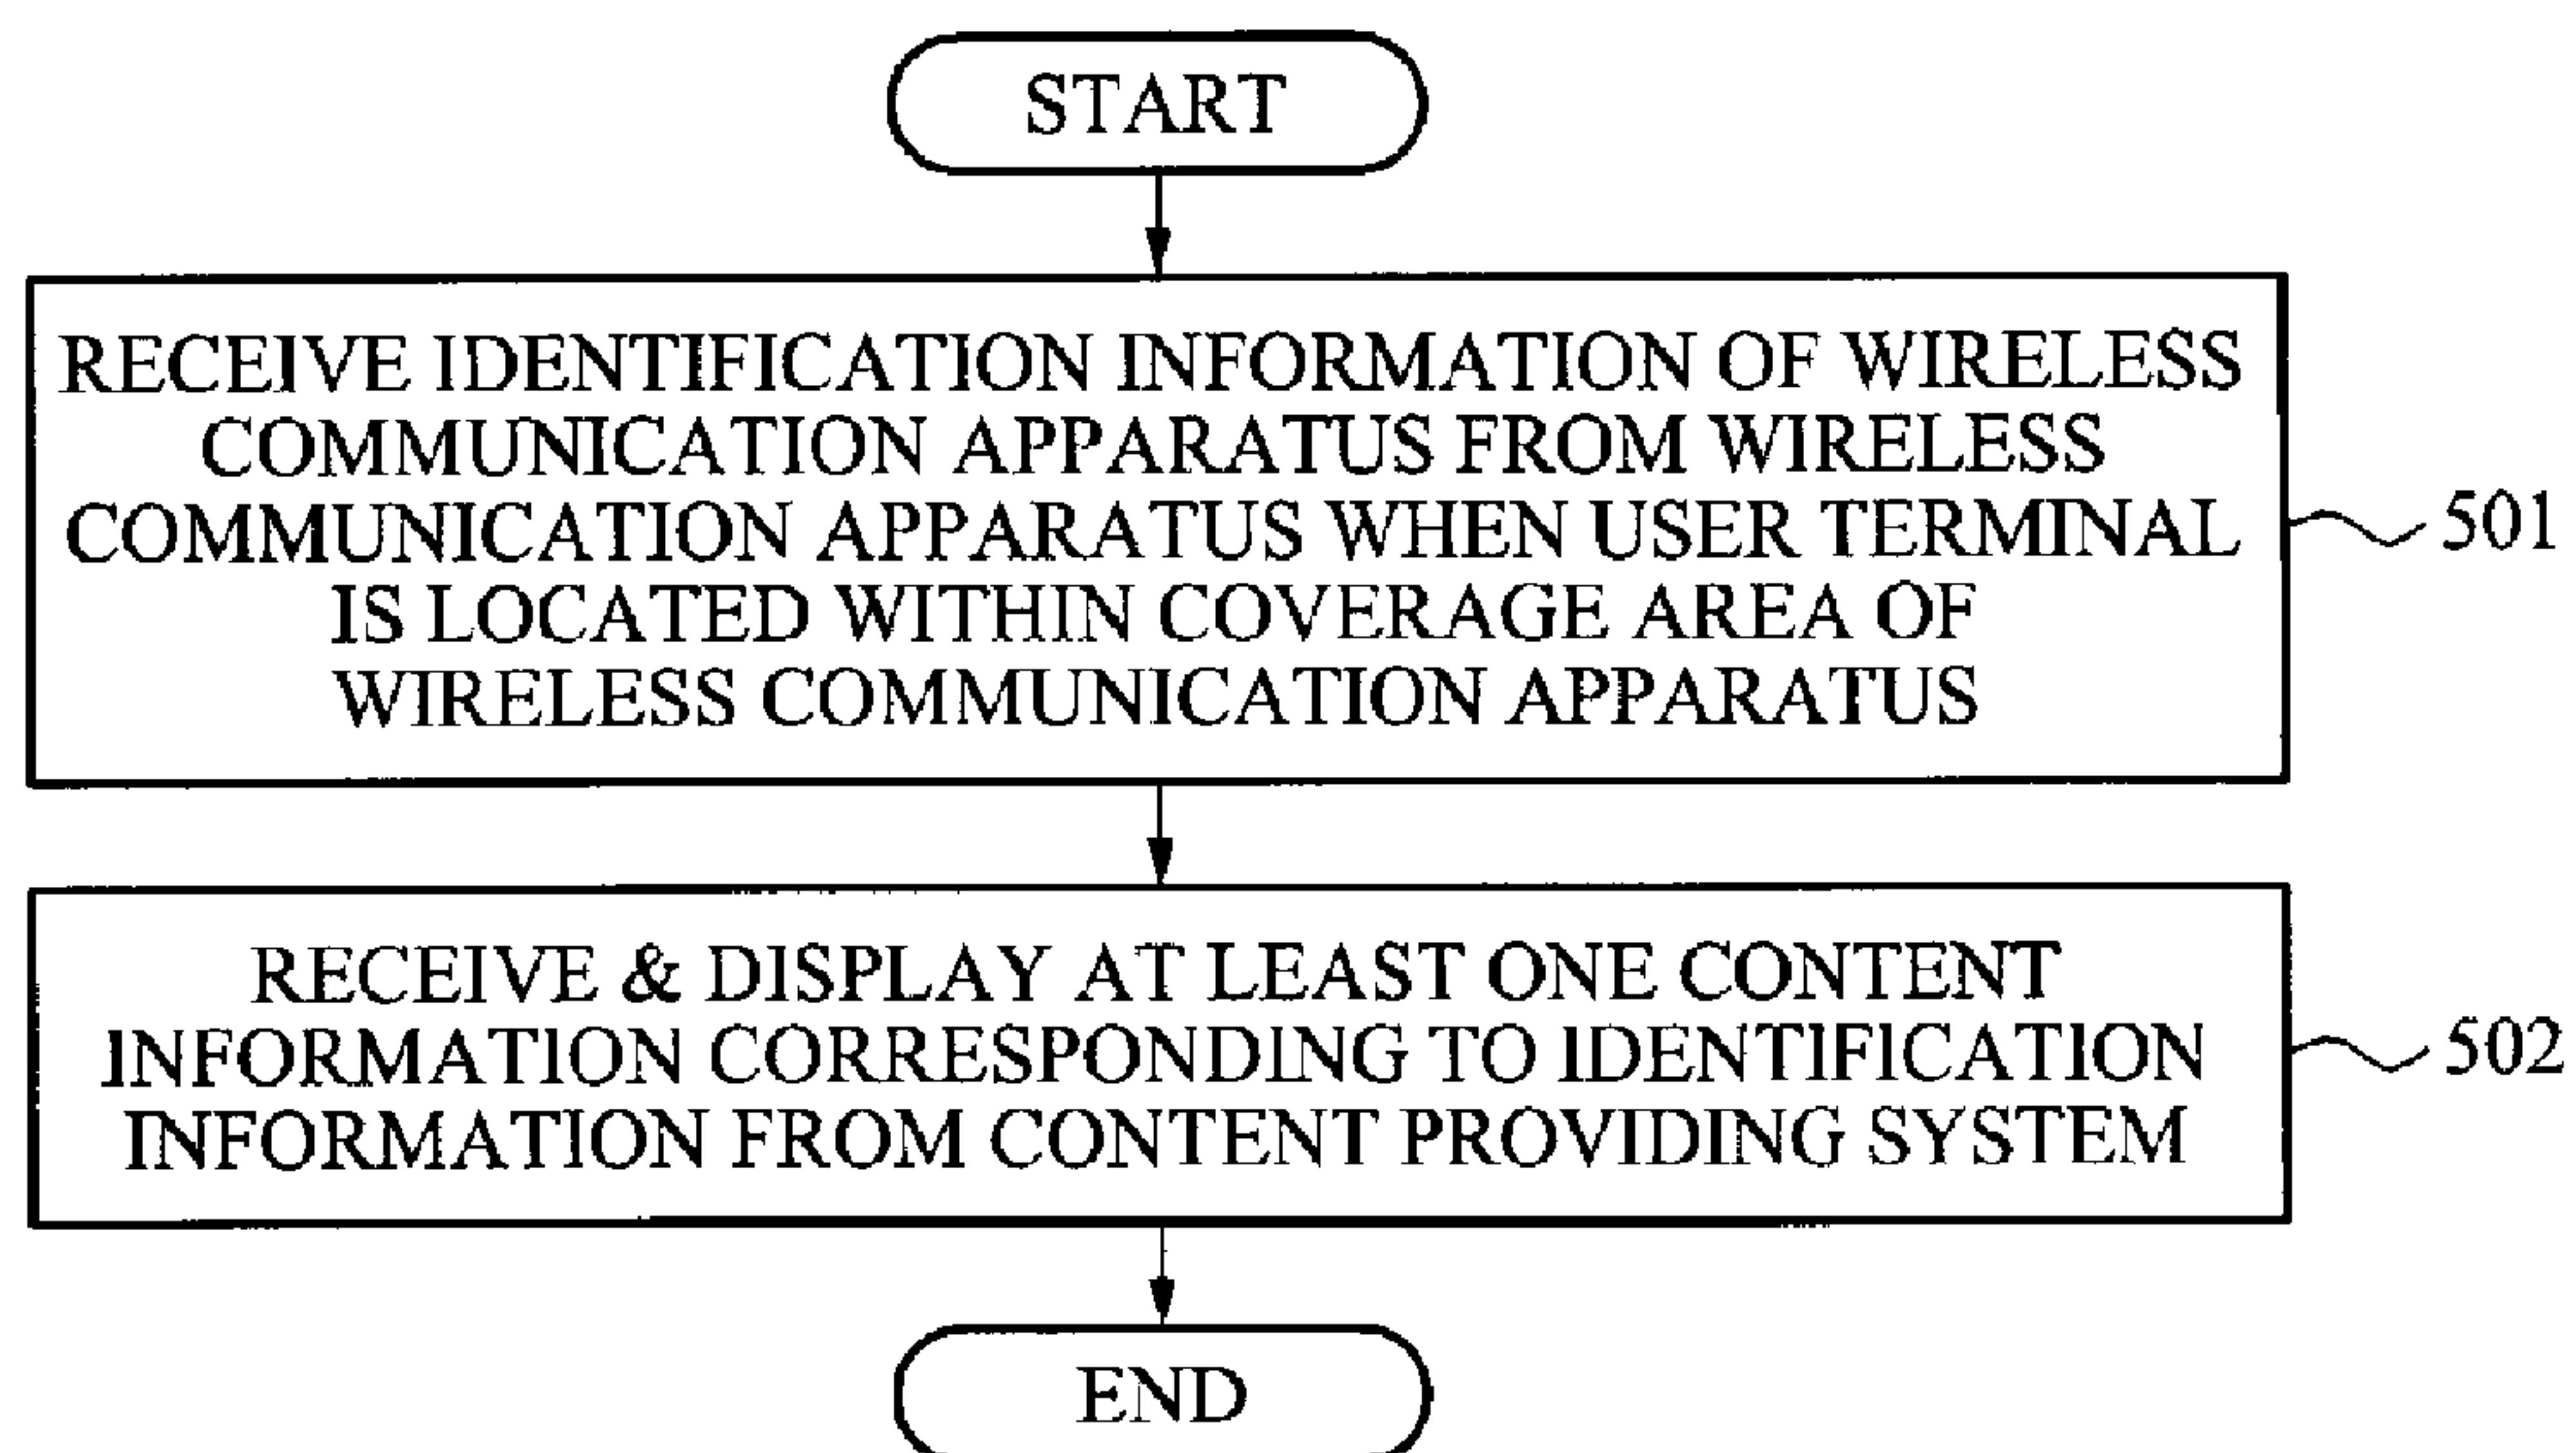 START
RECEIVE IDENTIFICATION INFORMATION OF WIRELESS
COMMUNICATION APPARATUS FROM WIRELESS
COMMUNICATION APPARATUS WHEN USER TERMINAL
IS LOCATED WITHIN COVERAGE AREA OF
WIRELESS COMMUNICATION APPARATUS
501
RECEIVE & DISPLAY AT LEAST ONE CONTENT
INFORMATION CORRESPONDING TO IDENTIFICATION
INFORMATION FROM CONTENT PROVIDING SYSTEM
502
END